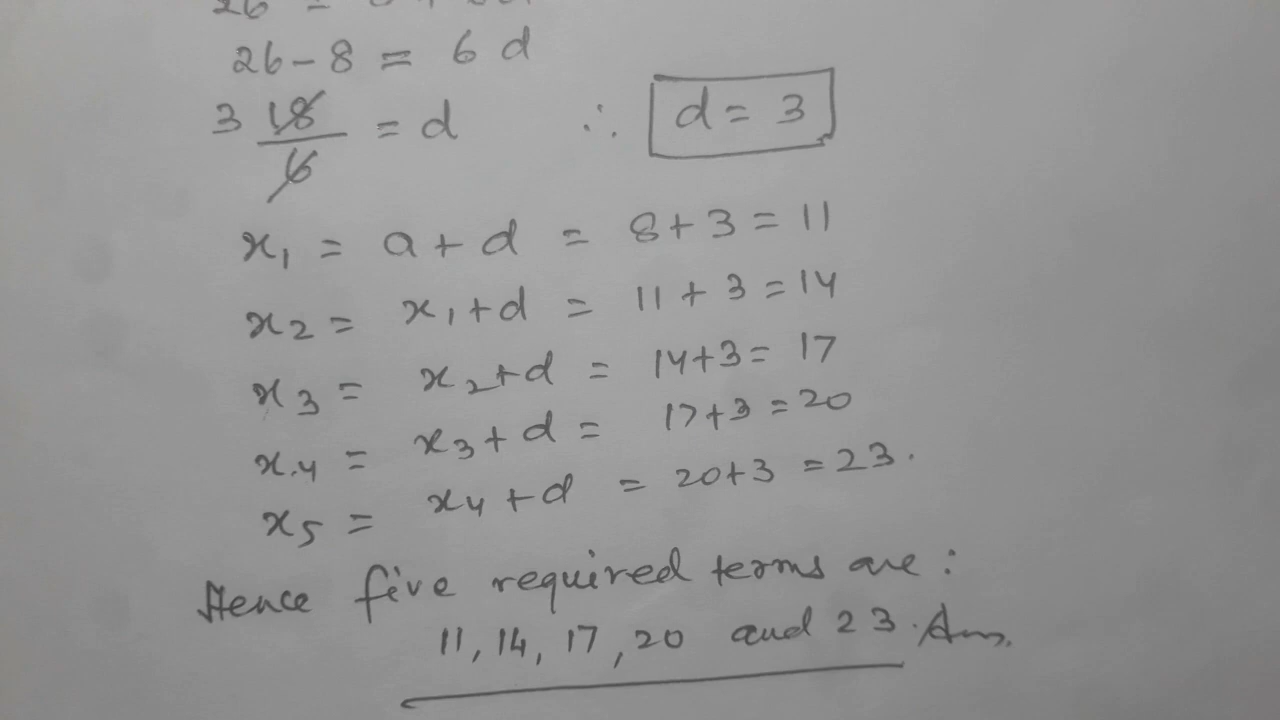 26 =
26-8 = 6d
3 18/6 = d ∴ d = 3
x₁ = a+d = 8+3 = 11
x₂ = x₁+d = 11+3 = 14
x₃ = x₂+d = 14+3 = 17
x₄ = x₃+d = 17+3 = 20
x₅ = x₄+d = 20+3 = 23.
Hence five required terms are :
11, 14, 17, 20 and 23. Ans.